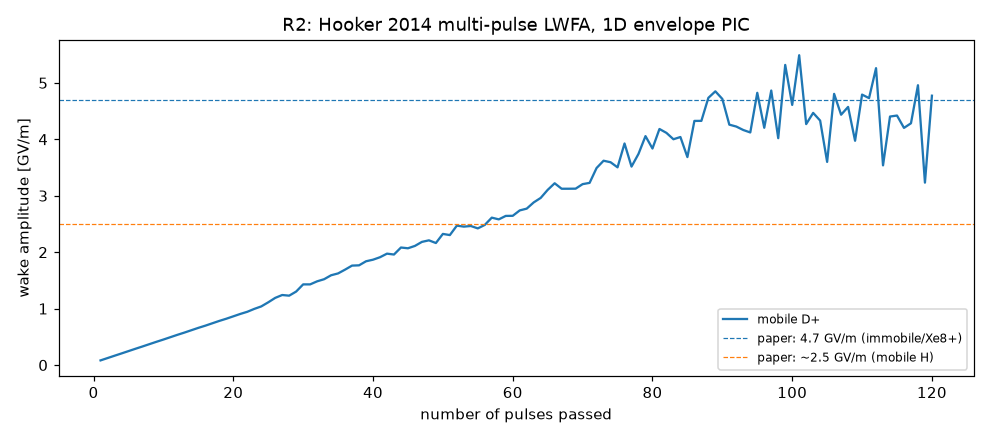 R2: Hooker 2014 multi-pulse LWFA, 1D envelope PIC
wake amplitude [GV/m]
5
4
3
2
1
0
mobile D+
paper: 4.7 GV/m (immobile/Xe8+)
paper: ~2.5 GV/m (mobile H)
0 20 40 60 80 100 120
number of pulses passed